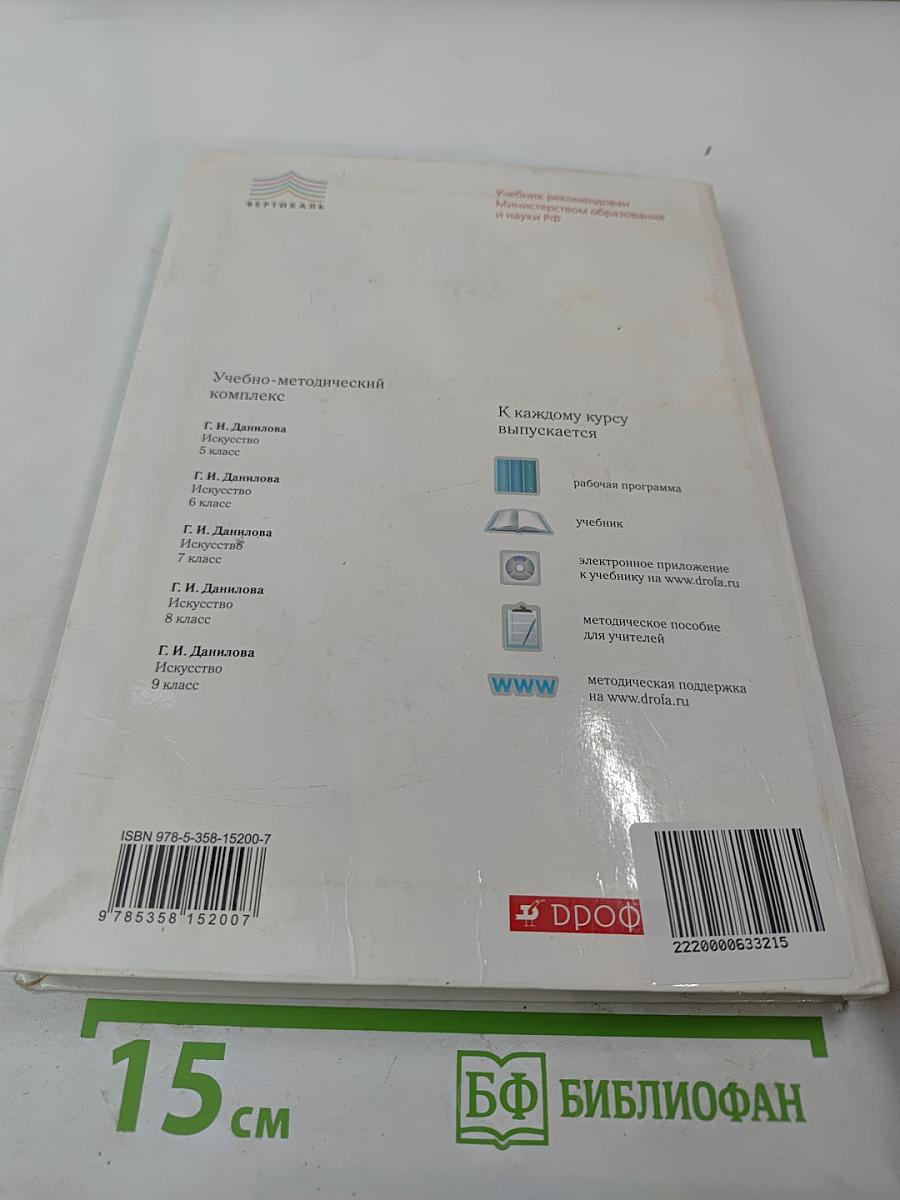 ВЕРТИКАЛЬ
Учебник рекомендован
Министерством образования
и науки РФ
Учебно-методический
комплекс
Г. И. Данилова
Искусство
5 класс
Г. И. Данилова
Искусство
6 класс
Г. И. Данилова
Искусство
7 класс
Г. И. Данилова
Искусство
8 класс
Г. И. Данилова
Искусство
9 класс
К каждому курсу
выпускается
рабочая программа
учебник
электронное приложение
к учебнику на www.drofa.ru
методическое пособие
для учителей
www
методическая поддержка
на www.drofa.ru
ISBN 978-5-358-15200-7
9 785358 152007
ДРОФ
2220000633215
15 см
БФ БИБЛИОФАН